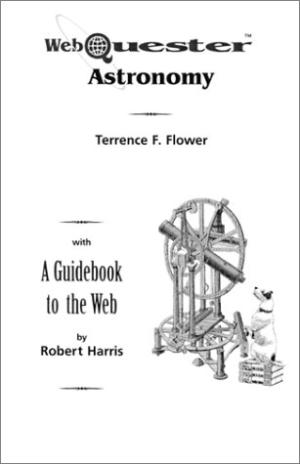 WebQuester™
Astronomy
Terrence F. Flower
with
A Guidebook
to the Web
by
Robert Harris